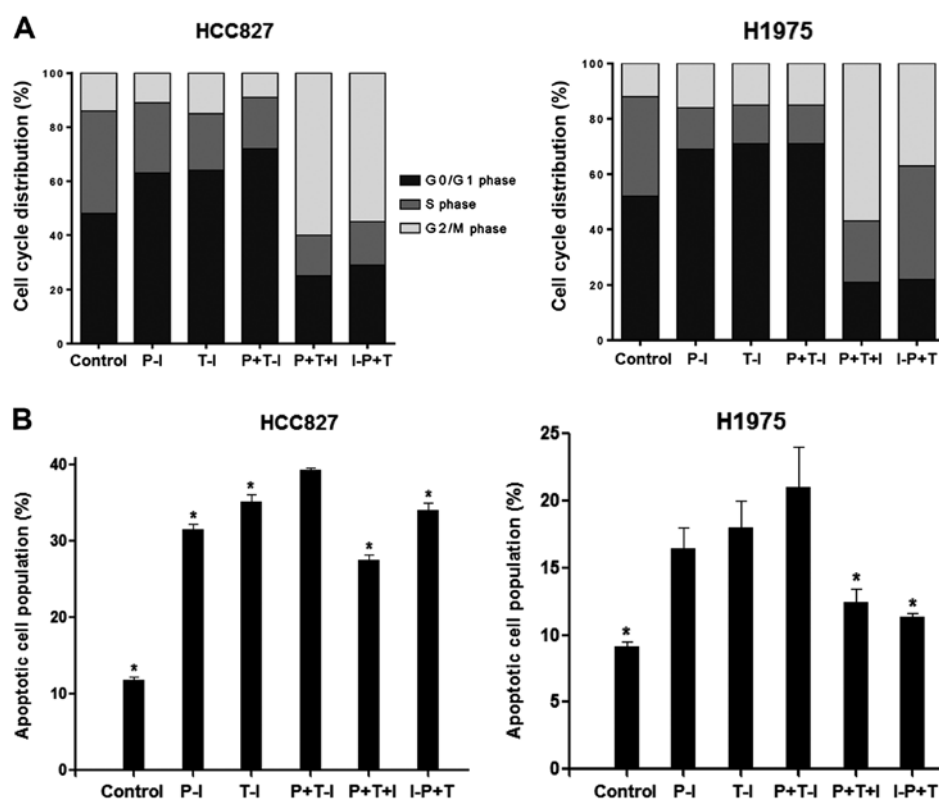 A
HCC827
H1975
Cell cycle distribution (%)
100
80
60
40
20
0
Control P-I T-I P+T-I P+T+I I-P+T
G0/G1 phase
S phase
G2/M phase
Cell cycle distribution (%)
100
80
60
40
20
0
Control P-I T-I P+T-I P+T+I I-P+T
B
HCC827
H1975
Apoptotic cell population (%)
40
30
20
10
0
* * * * *
Control P-I T-I P+T-I P+T+I I-P+T
Apoptotic cell population (%)
25
20
15
10
5
0
* * *
Control P-I T-I P+T-I P+T+I I-P+T